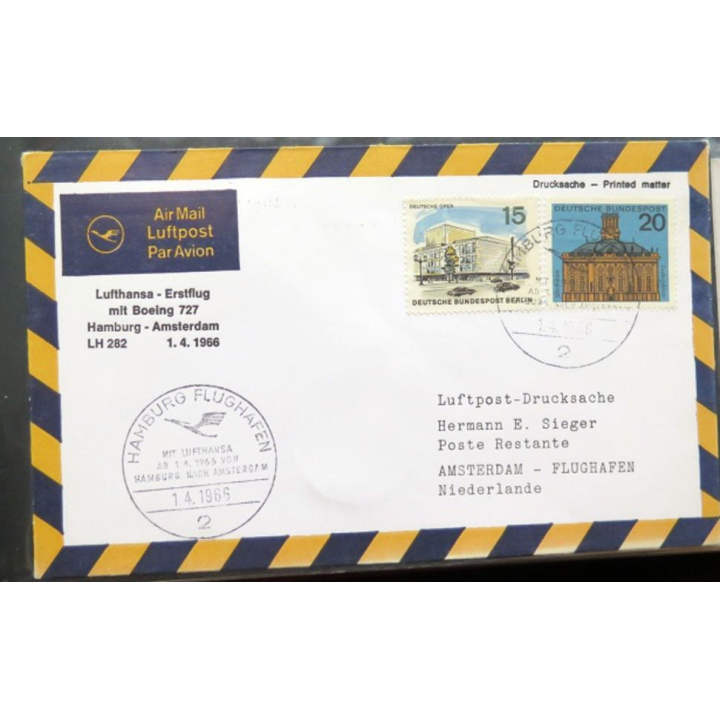 Drucksache – Printed matter
Air Mail
Luftpost
Par Avion
Lufthansa - Erstflug
mit Boeing 727
Hamburg - Amsterdam
LH 282 1. 4. 1966
DEUTSCHE OPER
15
DEUTSCHE BUNDESPOST BERLIN
DEUTSCHE BUNDESPOST
20
HAMBURG FLUG
1.4.1966
2
HAMBURG FLUGHAFEN
MIT LUFTHANSA
AB 1.4.1966 VON
HAMBURG NACH AMSTERDAM
1.4.1966
2
Luftpost-Drucksache
Hermann E. Sieger
Poste Restante
AMSTERDAM - FLUGHAFEN
Niederlande